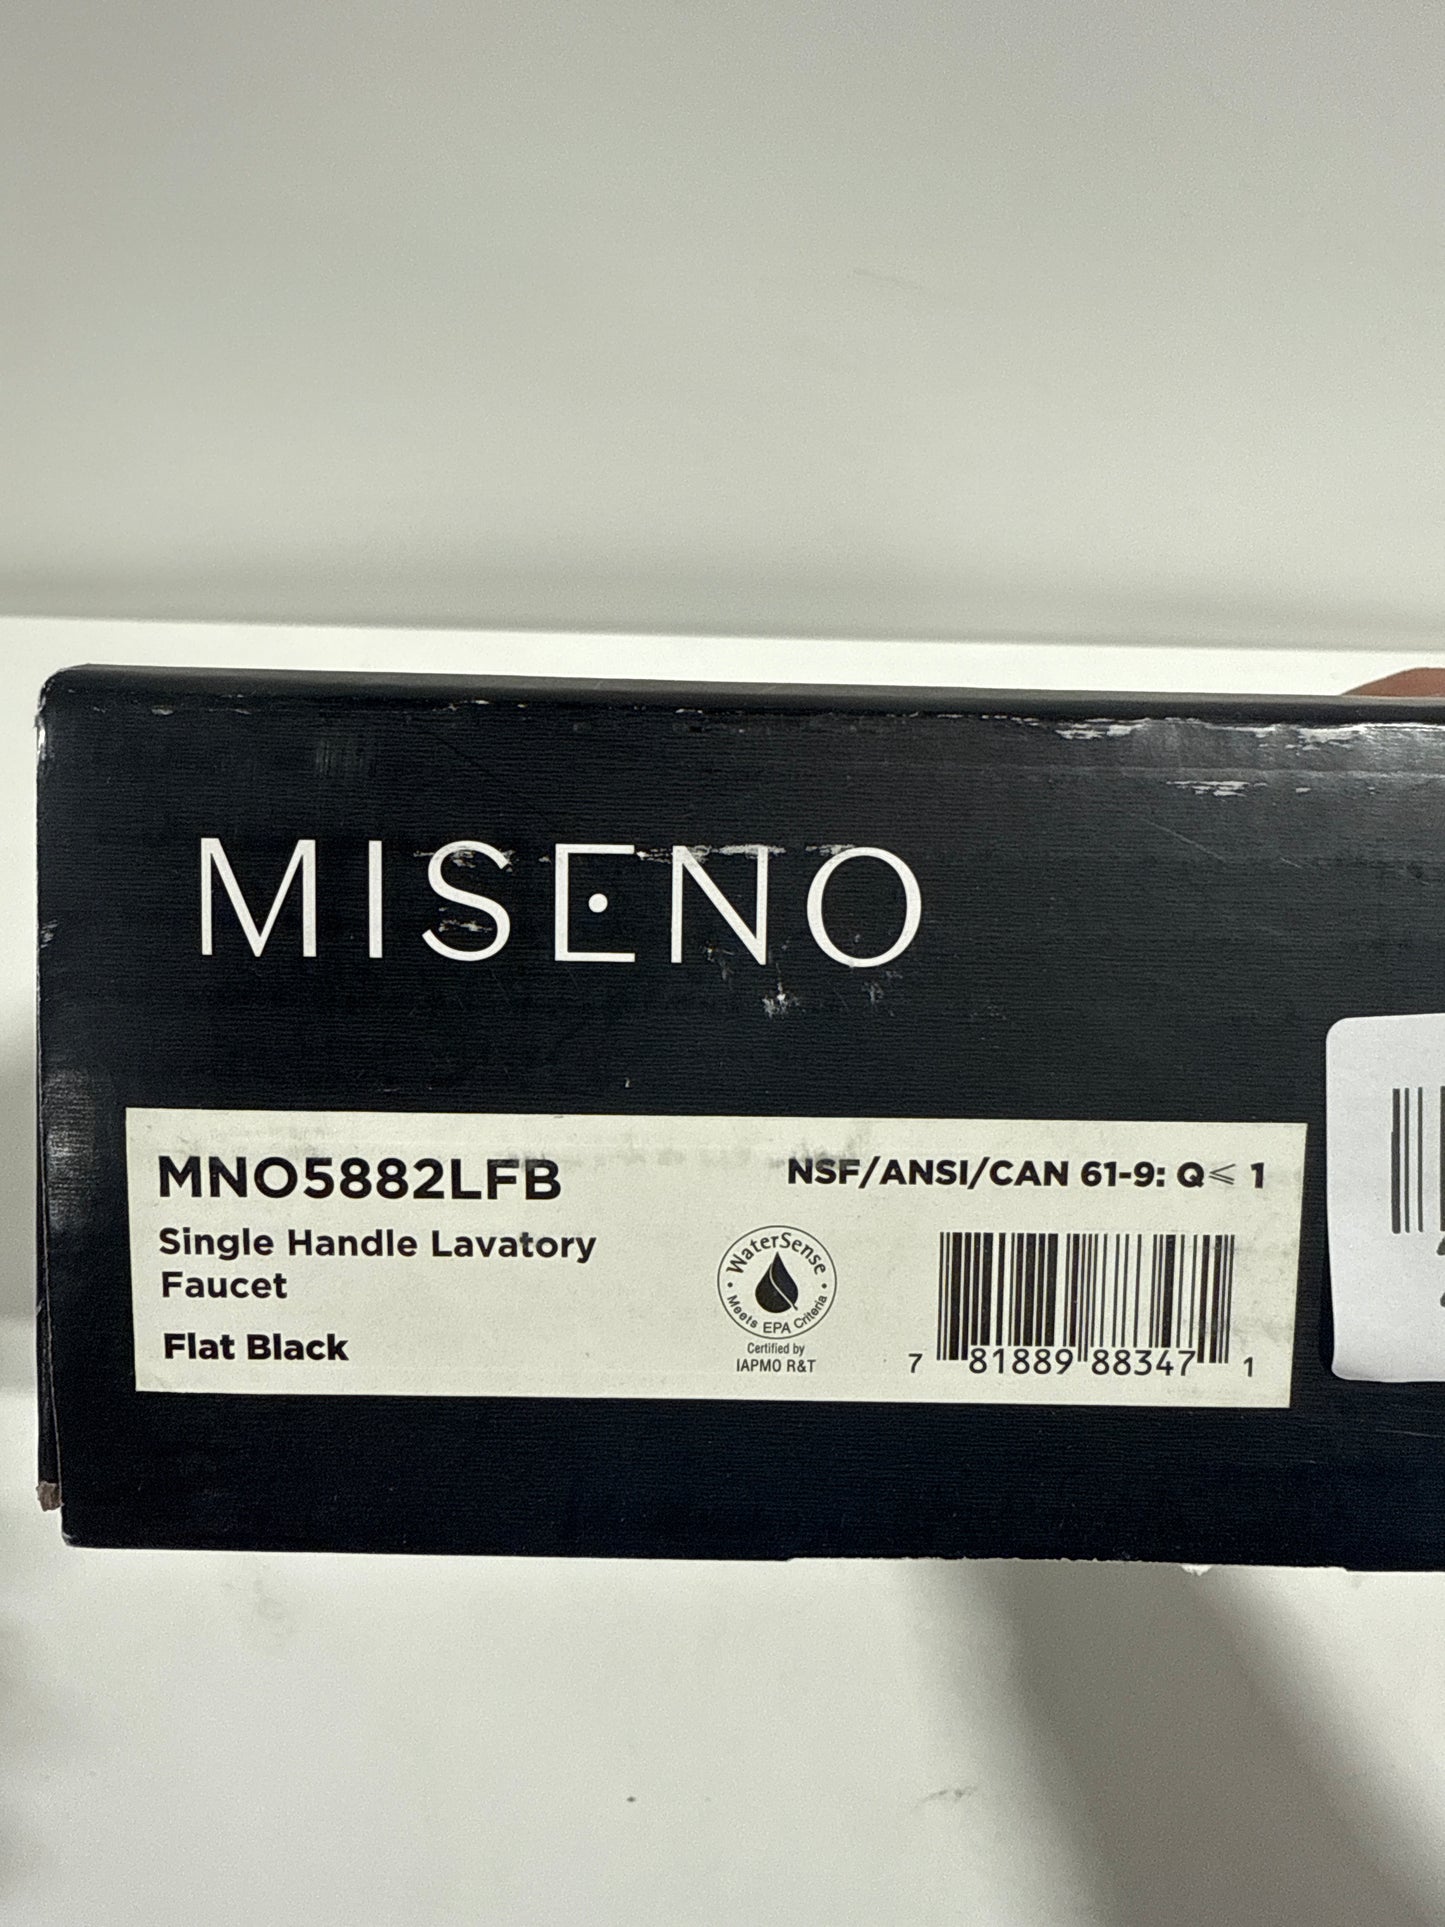 MISENO
MNO5882LFB
NSF/ANSI/CAN 61-9: Q⩽ 1
Single Handle Lavatory
Faucet
Flat Black
WaterSense
Meets EPA Criteria
Certified by
IAPMO R&T
7 81889 88347 1